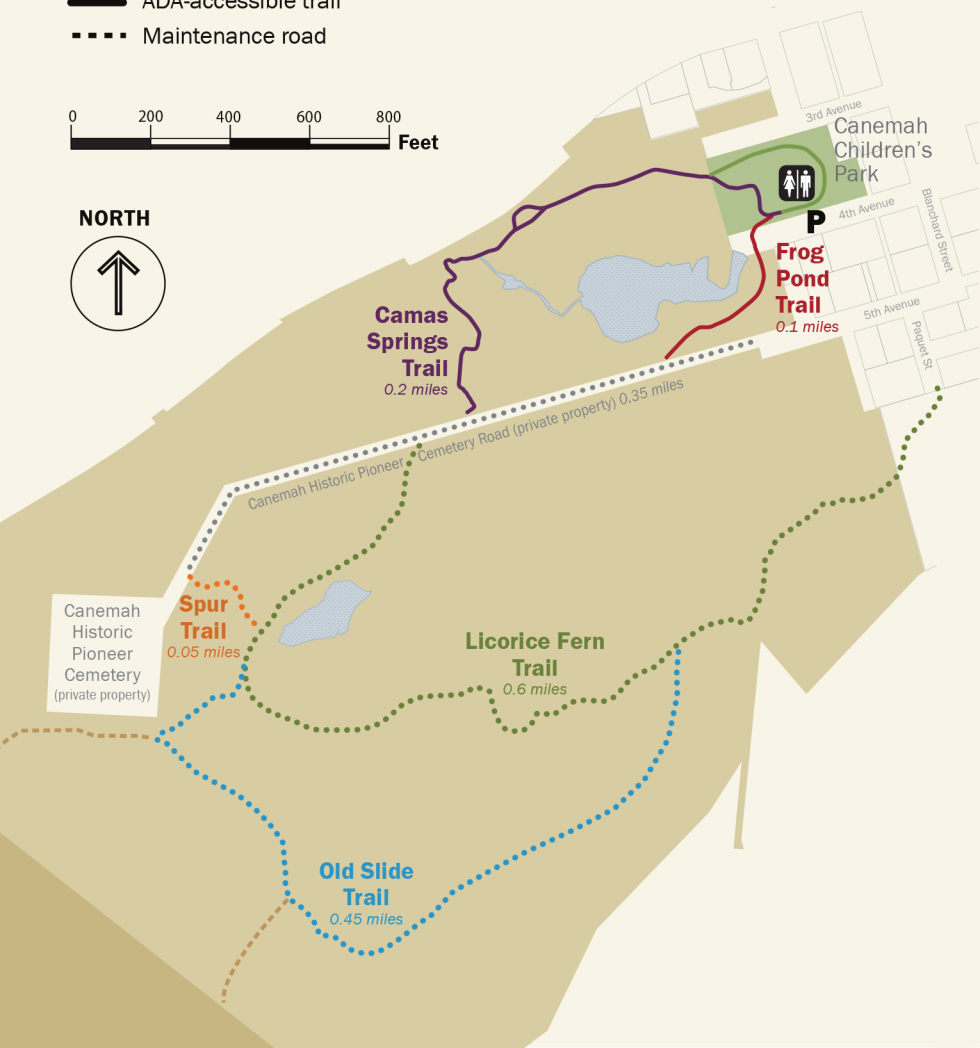 ADA-accessible trail
Maintenance road
0 200 400 600 800
Feet
NORTH
3rd Avenue
Canemah
Children's
Park
4th Avenue
Blanchard Street
P
Frog
Pond
Trail
0.1 miles
5th Avenue
Paquet St
Camas
Springs
Trail
0.2 miles
Canemah Historic Pioneer Cemetery Road (private property) 0.35 miles
Spur
Trail
0.05 miles
Canemah
Historic
Pioneer
Cemetery
(private property)
Licorice Fern
Trail
0.6 miles
Old Slide
Trail
0.45 miles